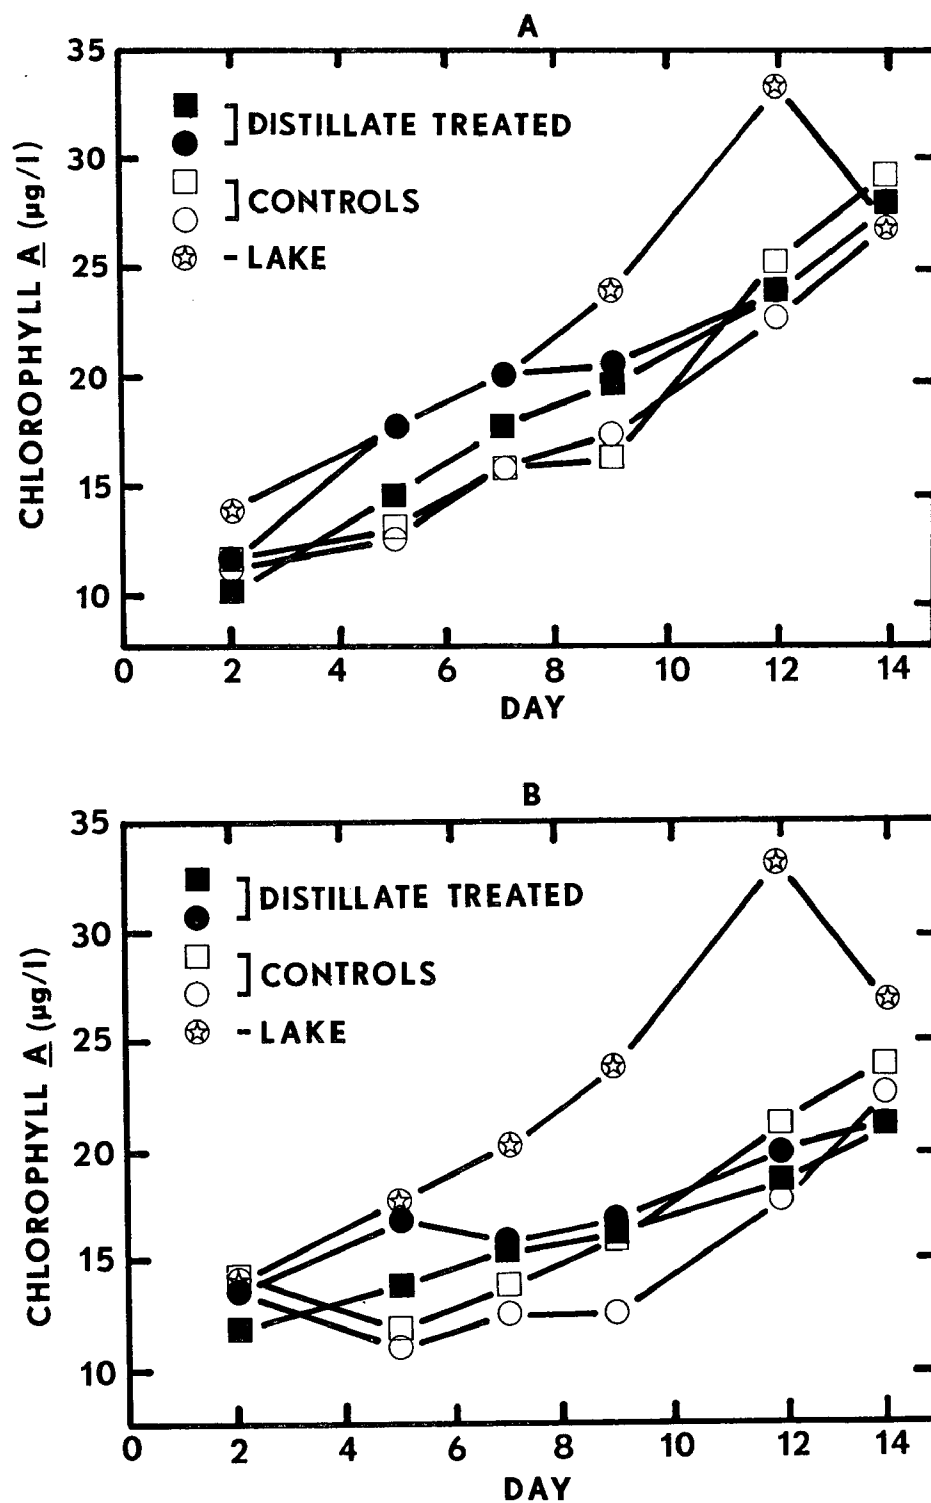 A
35
30
25
20
15
10
CHLOROPHYLL A (µg/l)
DISTILLATE TREATED
CONTROLS
-LAKE
0 2 4 6 8 10 12 14
DAY
B
35
30
25
20
15
10
CHLOROPHYLL A (µg/l)
DISTILLATE TREATED
CONTROLS
-LAKE
0 2 4 6 8 10 12 14
DAY